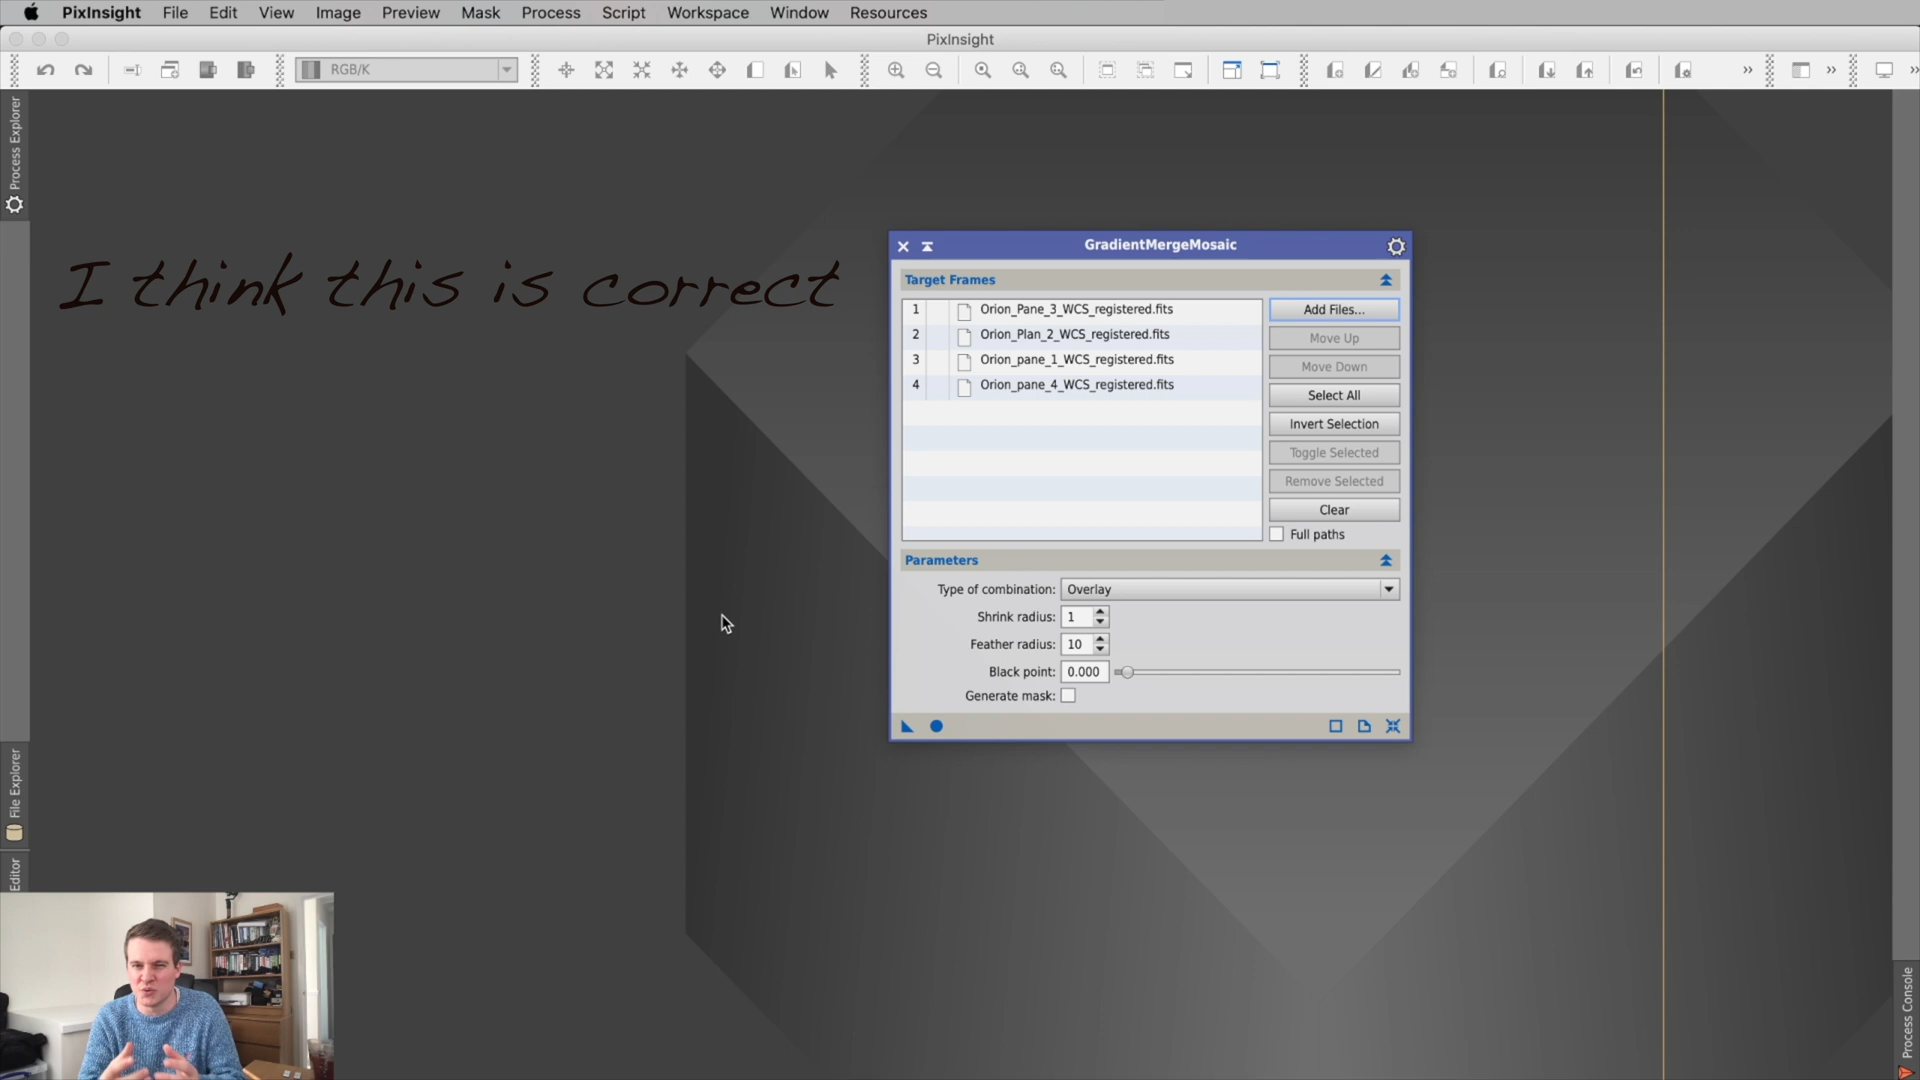 PixInsight File Edit View Image Preview Mask Process Script Workspace Window Resources
PixInsight
RGB/K
Process Explorer
I think this is correct
GradientMergeMosaic
Target Frames
1 Orion_Pane_3_WCS_registered.fits
2 Orion_Plan_2_WCS_registered.fits
3 Orion_pane_1_WCS_registered.fits
4 Orion_pane_4_WCS_registered.fits
Add Files...
Move Up
Move Down
Select All
Invert Selection
Toggle Selected
Remove Selected
Clear
Full paths
Parameters
Type of combination: Overlay
Shrink radius: 1
Feather radius: 10
Black point: 0.000
Generate mask:
File Explorer
Editor
Process Console